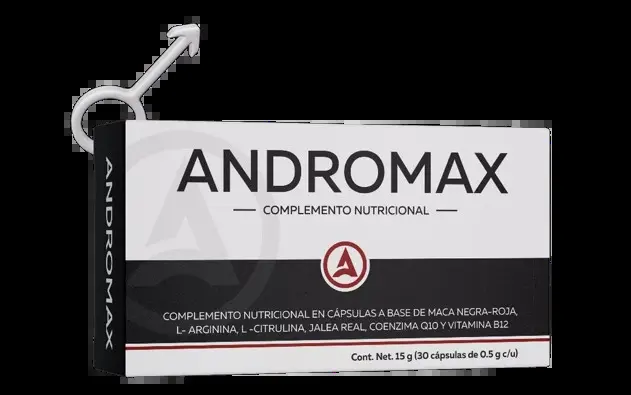 ANDROMAX
ANDROMAX
COMPLEMENTO NUTRICIONAL
COMPLEMENTO NUTRICIONAL EN CÁPSULAS A BASE DE MACA NEGRA-ROJA,
L- ARGININA, L -CITRULINA, JALEA REAL, COENZIMA Q10 Y VITAMINA B12
Cont. Net. 15 g (30 cápsulas de 0.5 g c/u)